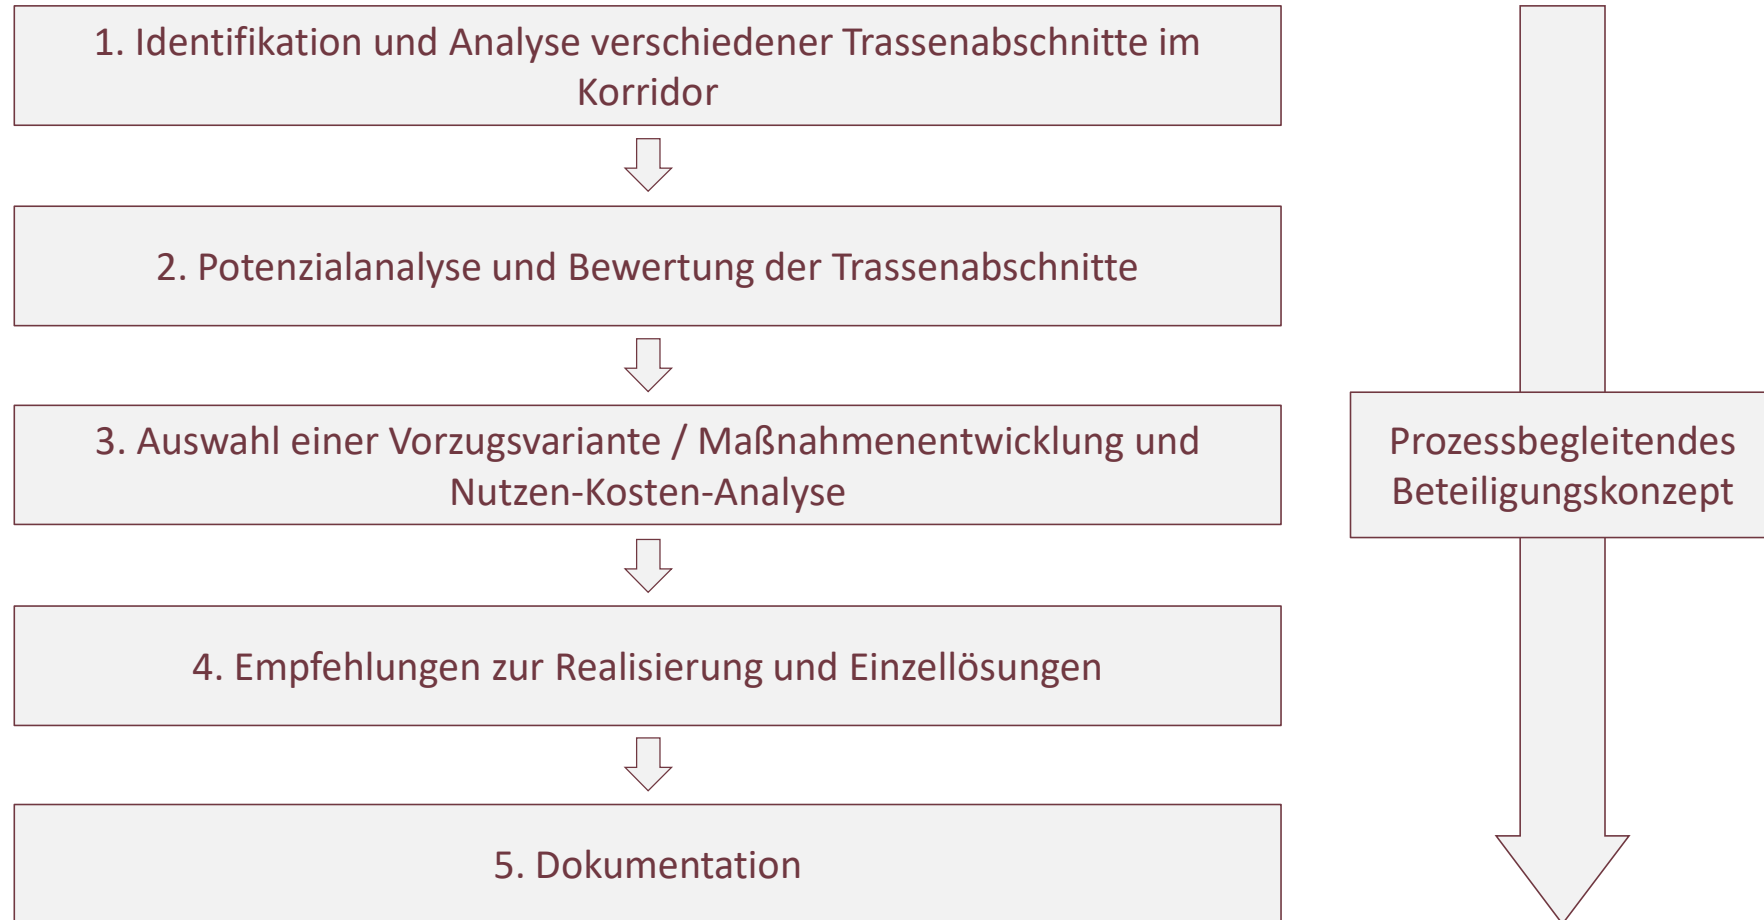 1. Identifikation und Analyse verschiedener Trassenabschnitte im
Korridor
2. Potenzialanalyse und Bewertung der Trassenabschnitte
3. Auswahl einer Vorzugsvariante / Maßnahmenentwicklung und
Nutzen-Kosten-Analyse
4. Empfehlungen zur Realisierung und Einzellösungen
5. Dokumentation
Prozessbegleitendes
Beteiligungskonzept